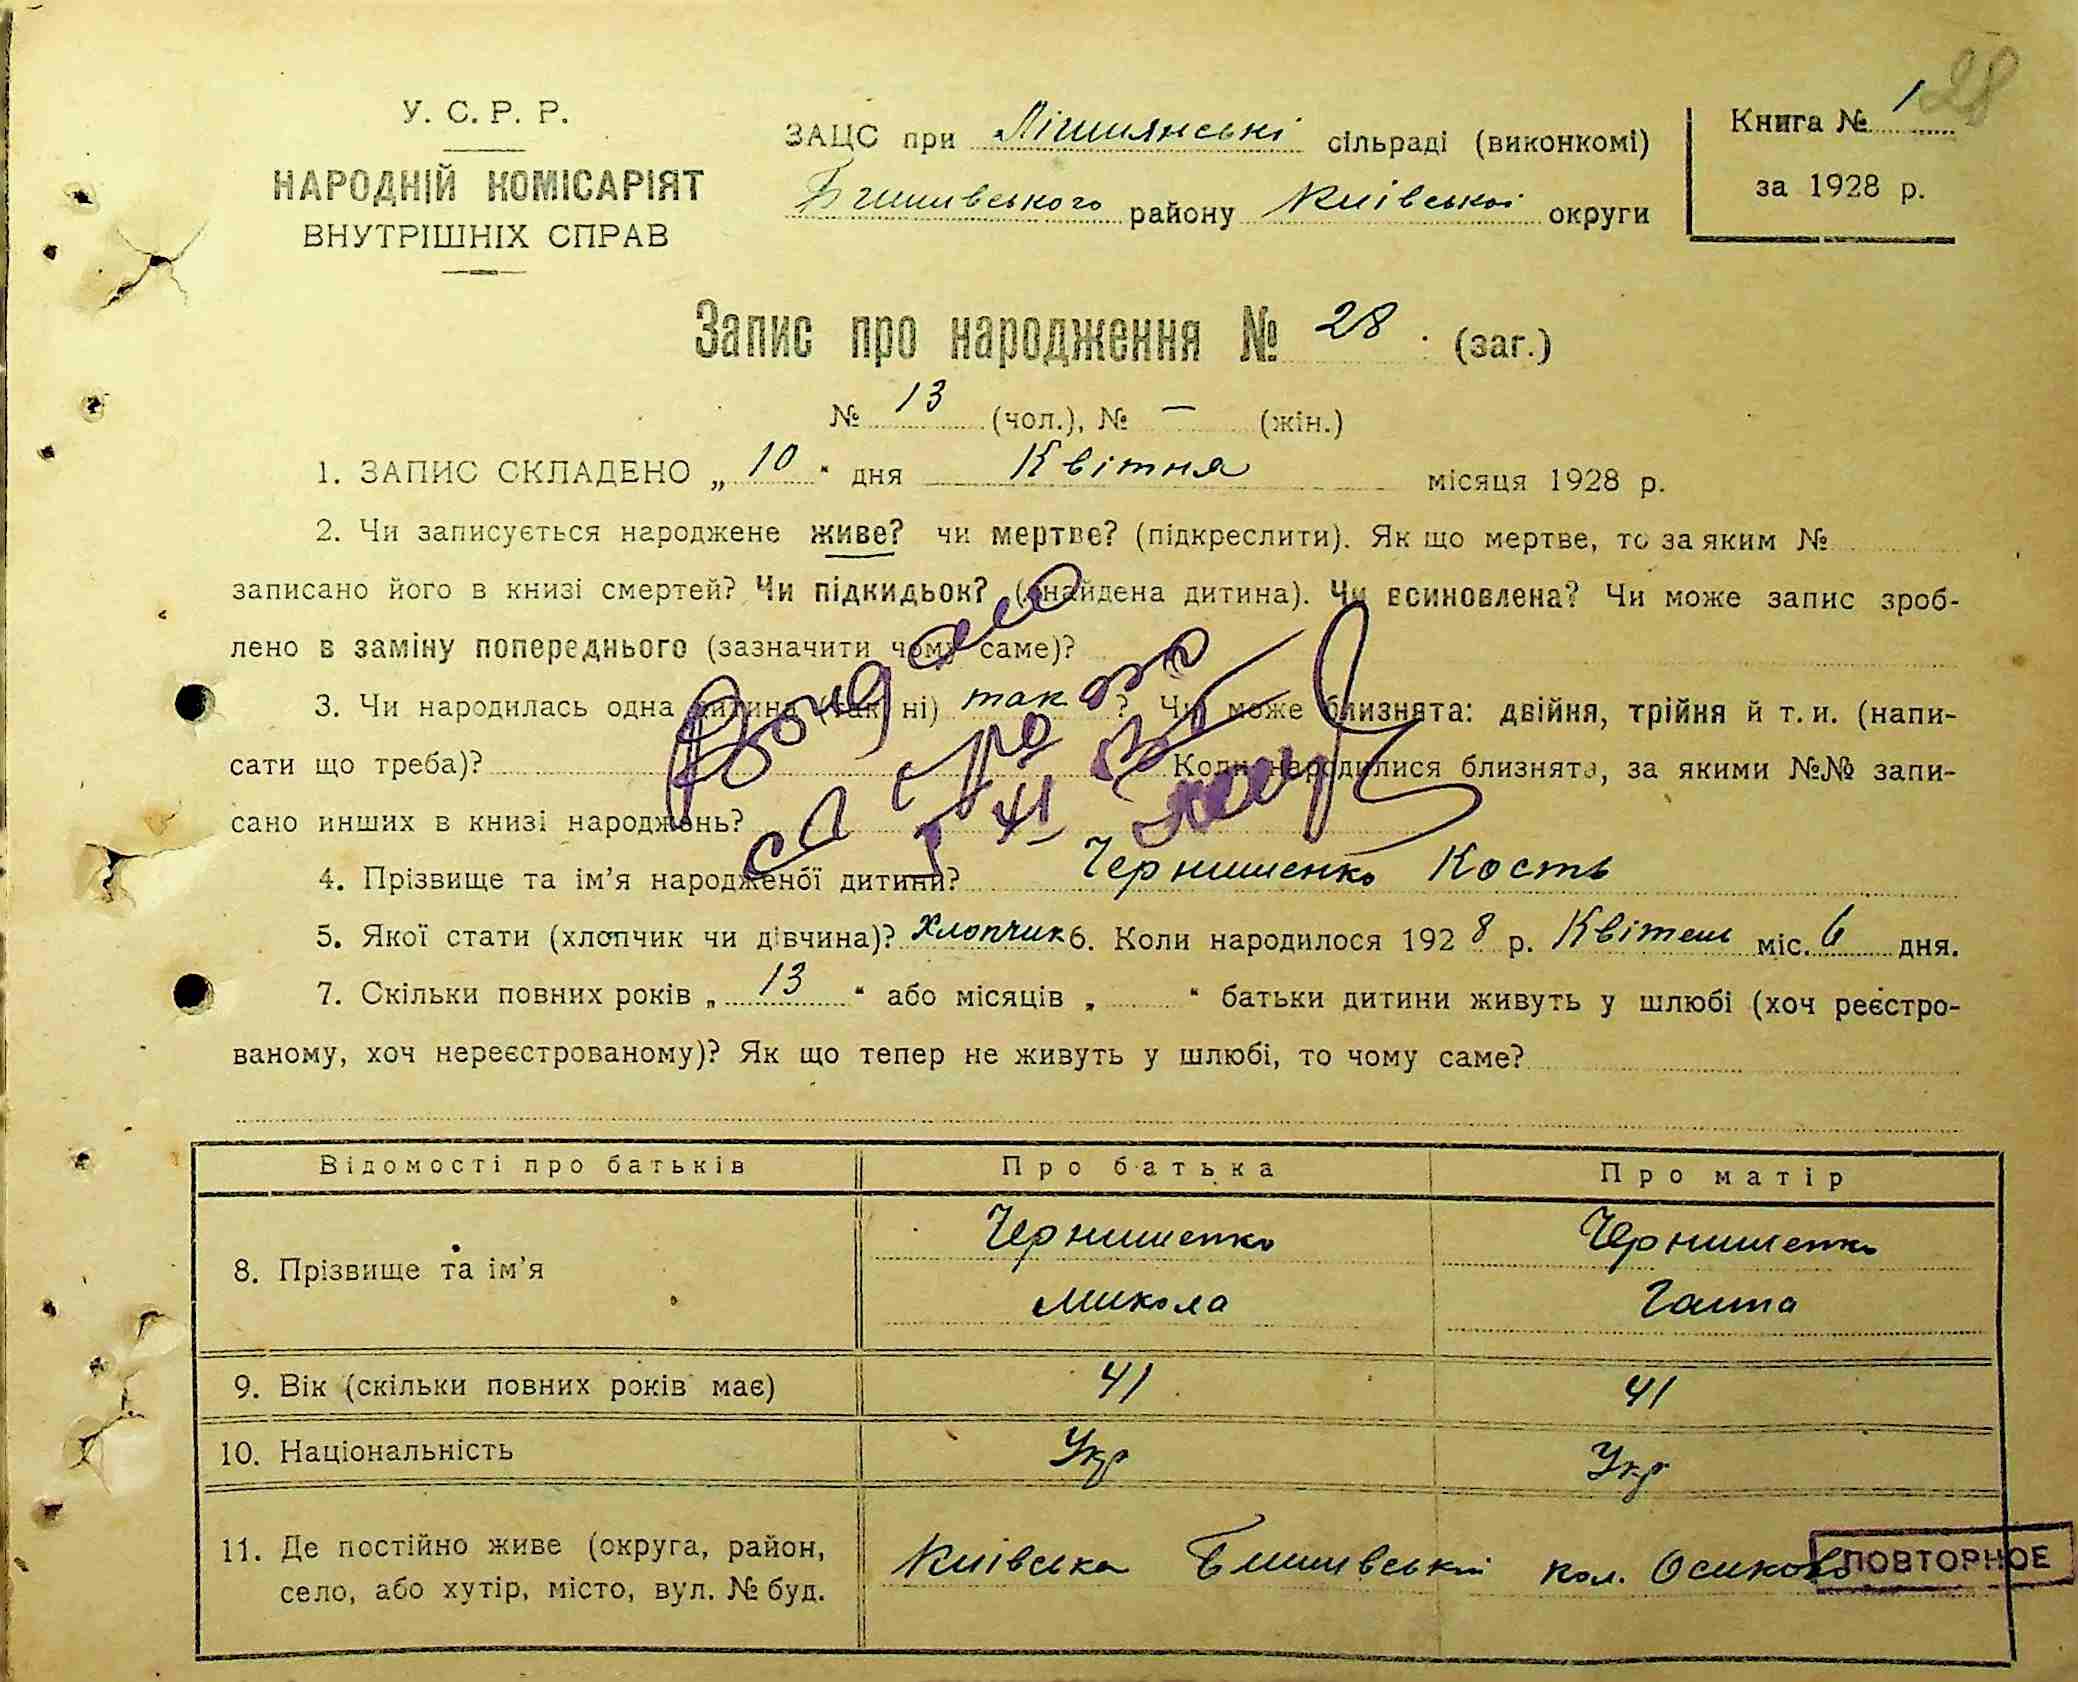 28
У. С. Р. Р.
НАРОДНІЙ КОМІСАРІЯТ
ВНУТРІШНІХ СПРАВ
ЗАЦС при Лішнянські сільраді (виконкомі)
Бишівського району Київської округи
Книга № 1
за 1928 р.
Запис про народження № 28 (заг.)
№ 13 (чол.), № — (жін.)
1. ЗАПИС СКЛАДЕНО „ 10 “ дня Квітня місяця 1928 р.
2. Чи записується народжене живе? чи мертве? (підкреслити). Як що мертве, то за яким №
записано його в книзі смертей? Чи підкидьок? (знайдена дитина). Чи всиновлена? Чи може запис зроб-
лено в заміну попереднього (зазначити чому саме)?
3. Чи народилась одна дитина (так ні) так ? Чи може близнята: двійня, трійня й т. и. (напи-
сати що треба)? Коли народилися близнята, за якими №№ запи-
сано инших в книзі народжень?
4. Прізвище та ім'я народженої дитини? Чернишенко Кость
5. Якої статі (хлопчик чи дівчина)? Хлопчик 6. Коли народилося 1928 р. Квітень міс. 6 дня.
7. Скільки повних років „ 13 “ або місяців „ “ батьки дитини живуть у шлюбі (хоч реєстро-
ваному, хоч нереєстрованому)? Як що тепер не живуть у шлюбі, то чому саме?
Відомості про батьків Про батька Про матір
8. Прізвище та ім'я Чернишенко Чернишенко
Микола Ганна
9. Вік (скільки повних років має) 41 41
10. Національність Укр Укр
11. Де постійно живе (округа, район, Київська Бишівський кол. Осиково
село, або хутір, місто, вул. № буд.
ПОВТОРНОЕ